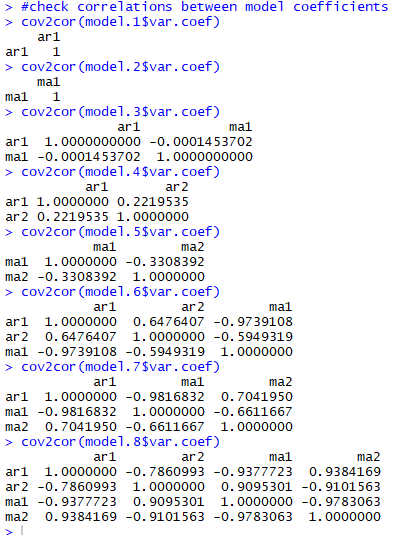 > #check correlations between model coefficients
> cov2cor(model.1$var.coef)
    ar1
ar1   1
> cov2cor(model.2$var.coef)
    ma1
ma1   1
> cov2cor(model.3$var.coef)
              ar1           ma1
ar1  1.0000000000 -0.0001453702
ma1 -0.0001453702  1.0000000000
> cov2cor(model.4$var.coef)
          ar1       ar2
ar1 1.0000000 0.2219535
ar2 0.2219535 1.0000000
> cov2cor(model.5$var.coef)
           ma1        ma2
ma1  1.0000000 -0.3308392
ma2 -0.3308392  1.0000000
> cov2cor(model.6$var.coef)
           ar1        ar2        ma1
ar1  1.0000000  0.6476407 -0.9739108
ar2  0.6476407  1.0000000 -0.5949319
ma1 -0.9739108 -0.5949319  1.0000000
> cov2cor(model.7$var.coef)
           ar1        ma1        ma2
ar1  1.0000000 -0.9816832  0.7041950
ma1 -0.9816832  1.0000000 -0.6611667
ma2  0.7041950 -0.6611667  1.0000000
> cov2cor(model.8$var.coef)
           ar1        ar2        ma1        ma2
ar1  1.0000000 -0.7860993 -0.9377723  0.9384169
ar2 -0.7860993  1.0000000  0.9095301 -0.9101563
ma1 -0.9377723  0.9095301  1.0000000 -0.9783063
ma2  0.9384169 -0.9101563 -0.9783063  1.0000000
>